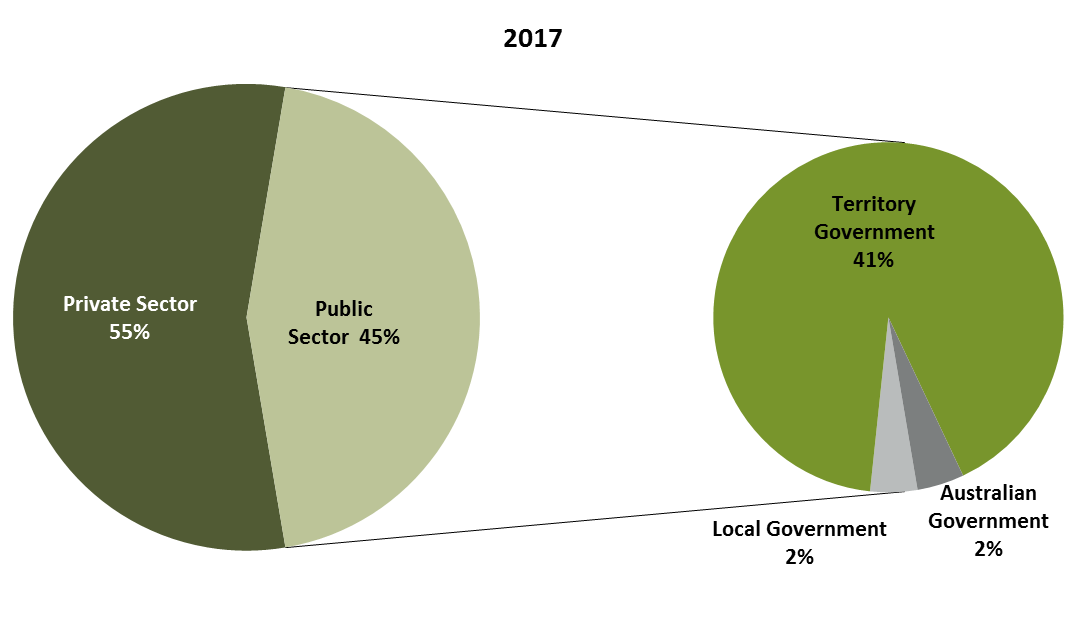 2017
Private Sector
55%
Public
Sector  45%
Territory
Government
41%
Local Government
2%
Australian
Government
2%